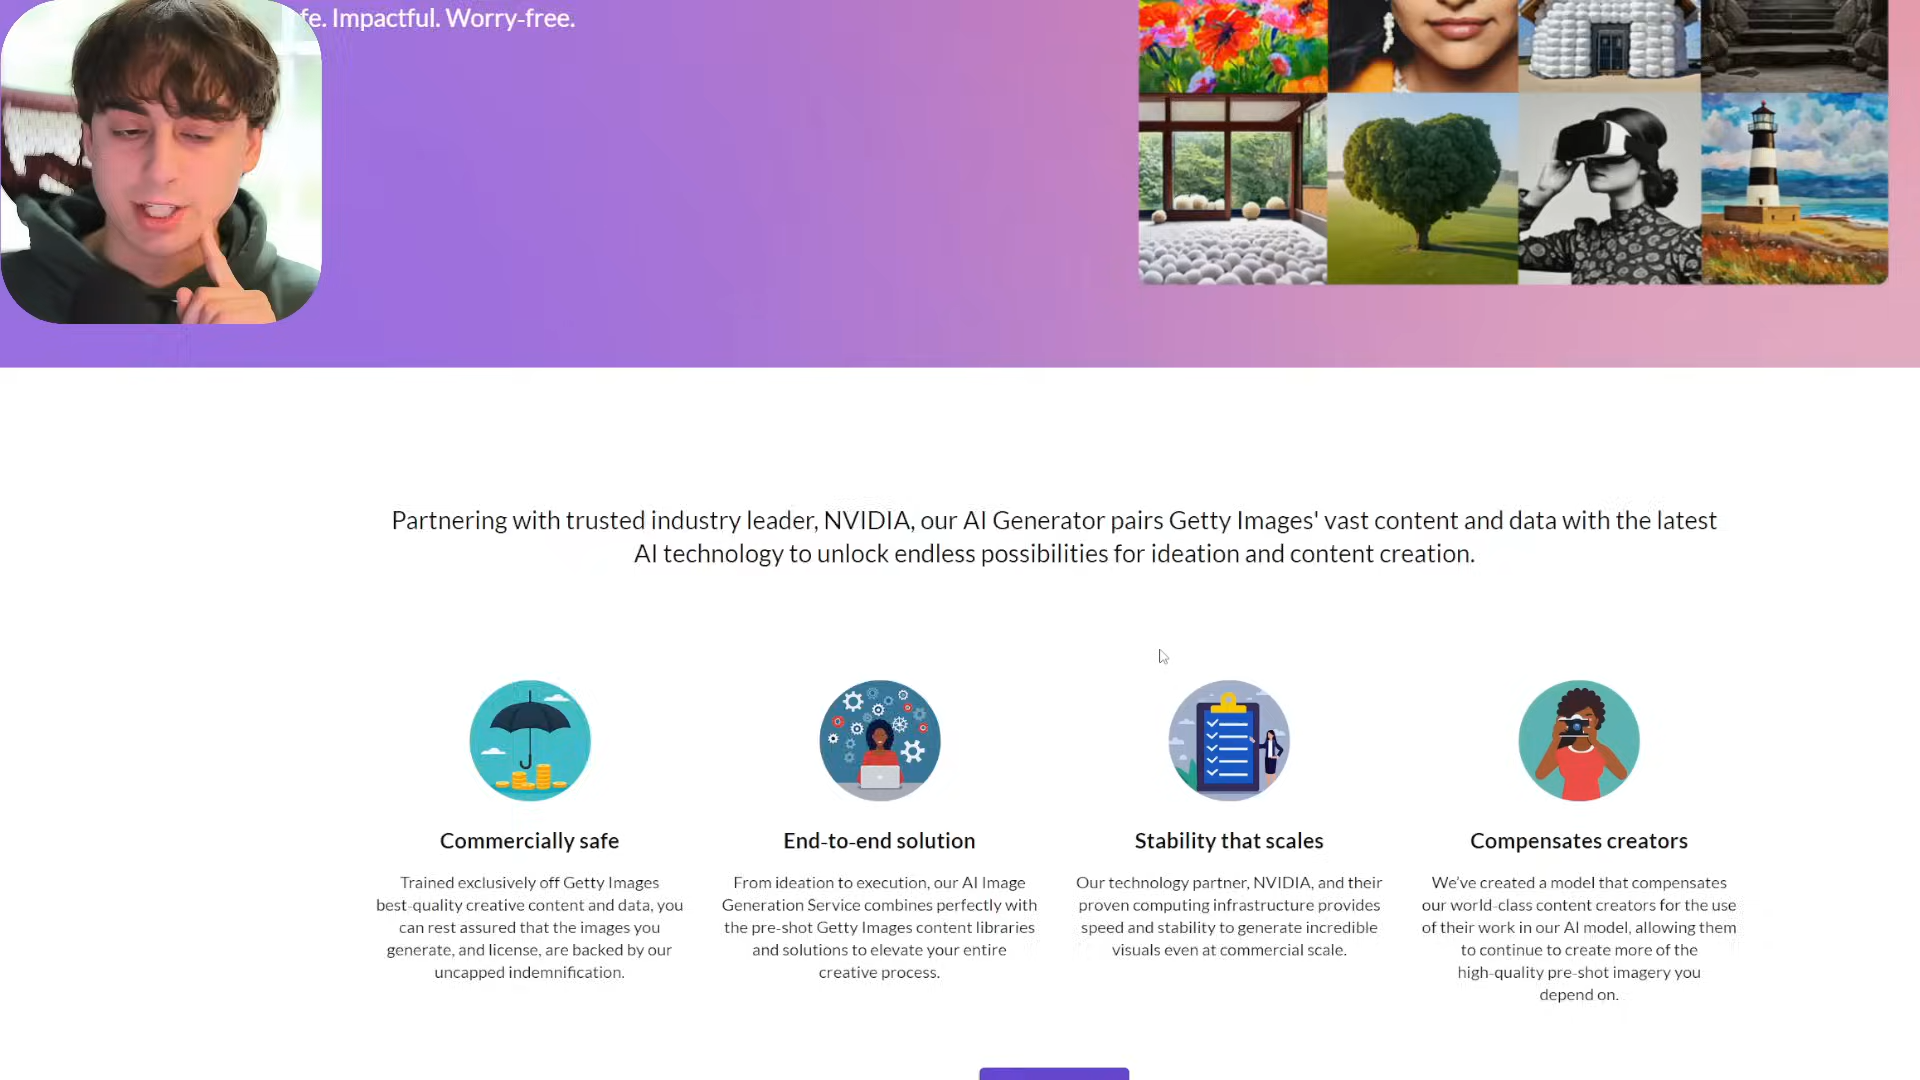 fe. Impactful. Worry-free.
Partnering with trusted industry leader, NVIDIA, our AI Generator pairs Getty Images' vast content and data with the latest
AI technology to unlock endless possibilities for ideation and content creation.
Commercially safe
Trained exclusively off Getty Images
best-quality creative content and data, you
can rest assured that the images you
generate, and license, are backed by our
uncapped indemnification.
End-to-end solution
From ideation to execution, our AI Image
Generation Service combines perfectly with
the pre-shot Getty Images content libraries
and solutions to elevate your entire
creative process.
Stability that scales
Our technology partner, NVIDIA, and their
proven computing infrastructure provides
speed and stability to generate incredible
visuals even at commercial scale.
Compensates creators
We’ve created a model that compensates
our world-class content creators for the use
of their work in our AI model, allowing them
to continue to create more of the
high-quality pre-shot imagery you
depend on.